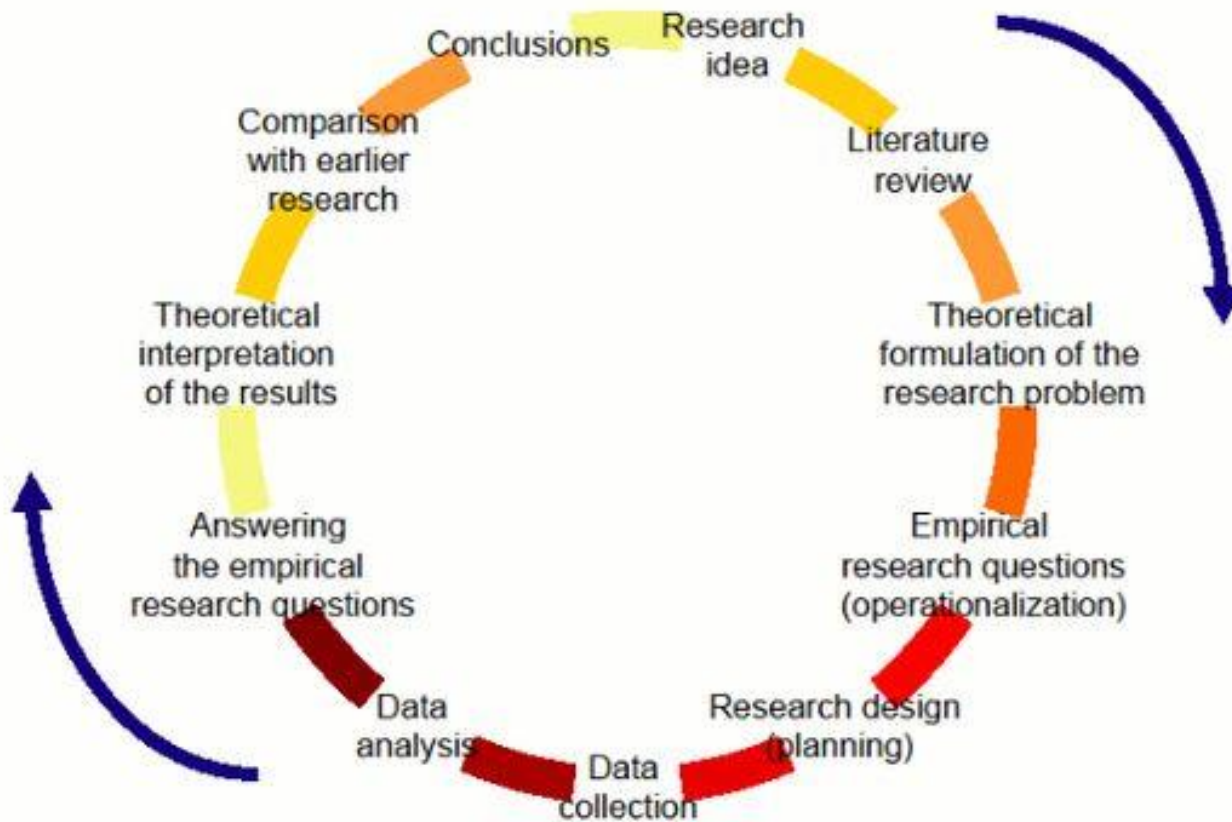 Research
idea
Literature
review
Theoretical
formulation of the
research problem
Empirical
research questions
(operationalization)
Research design
(planning)
Data
collection
Data
analysis
Answering
the empirical
research questions
Theoretical
interpretation
of the results
Comparison
with earlier
research
Conclusions